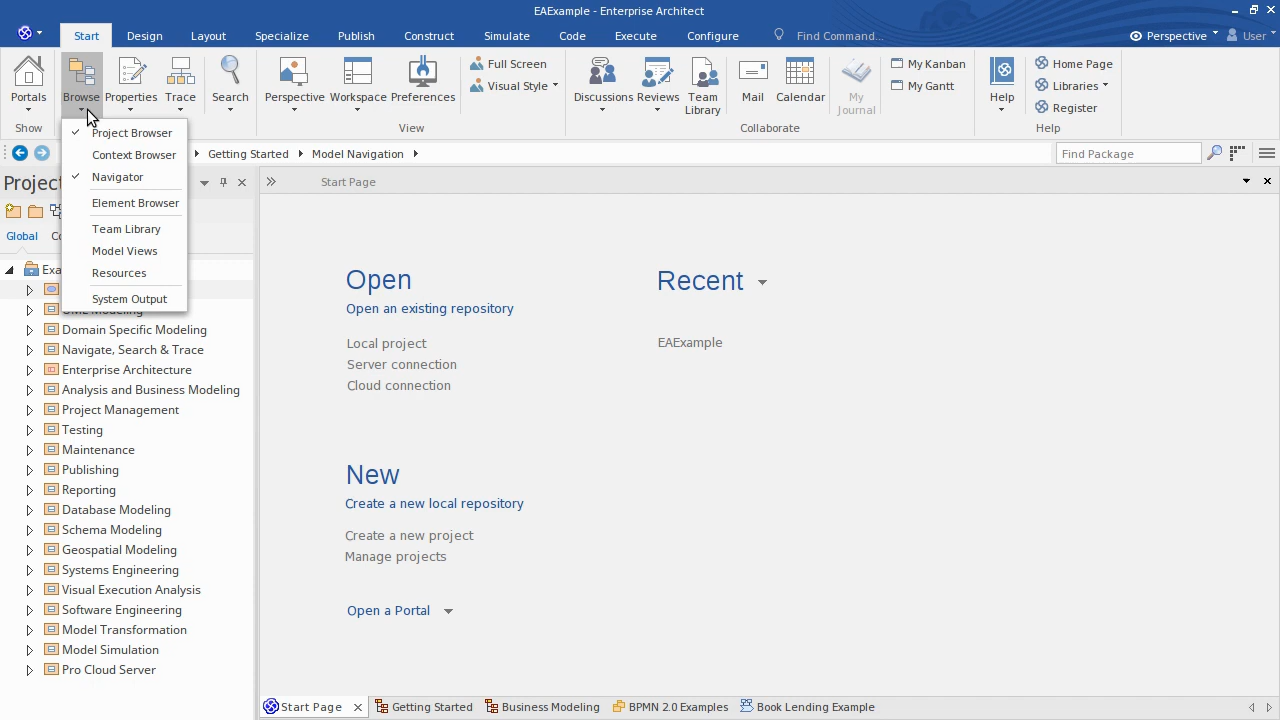 EAExample - Enterprise Architect
Start Design Layout Specialize Publish Construct Simulate Code Execute Configure Find Command... Perspective User
Portals Browse Properties Trace Search Perspective Workspace Preferences Full Screen Visual Style Discussions Reviews Team Library Mail Calendar My Journal My Kanban My Gantt Help Home Page Libraries Register
Show View Collaborate Help
Getting Started Model Navigation Find Package
Project Browser
Context Browser
Navigator
Element Browser
Team Library
Model Views
Resources
System Output
Projec
Global Co
Exa
Domain Specific Modeling
Navigate, Search & Trace
Enterprise Architecture
Analysis and Business Modeling
Project Management
Testing
Maintenance
Publishing
Reporting
Database Modeling
Schema Modeling
Geospatial Modeling
Systems Engineering
Visual Execution Analysis
Software Engineering
Model Transformation
Model Simulation
Pro Cloud Server
Start Page
Open
Open an existing repository
Local project
Server connection
Cloud connection
Recent
EAExample
New
Create a new local repository
Create a new project
Manage projects
Open a Portal
Start Page Getting Started Business Modeling BPMN 2.0 Examples Book Lending Example